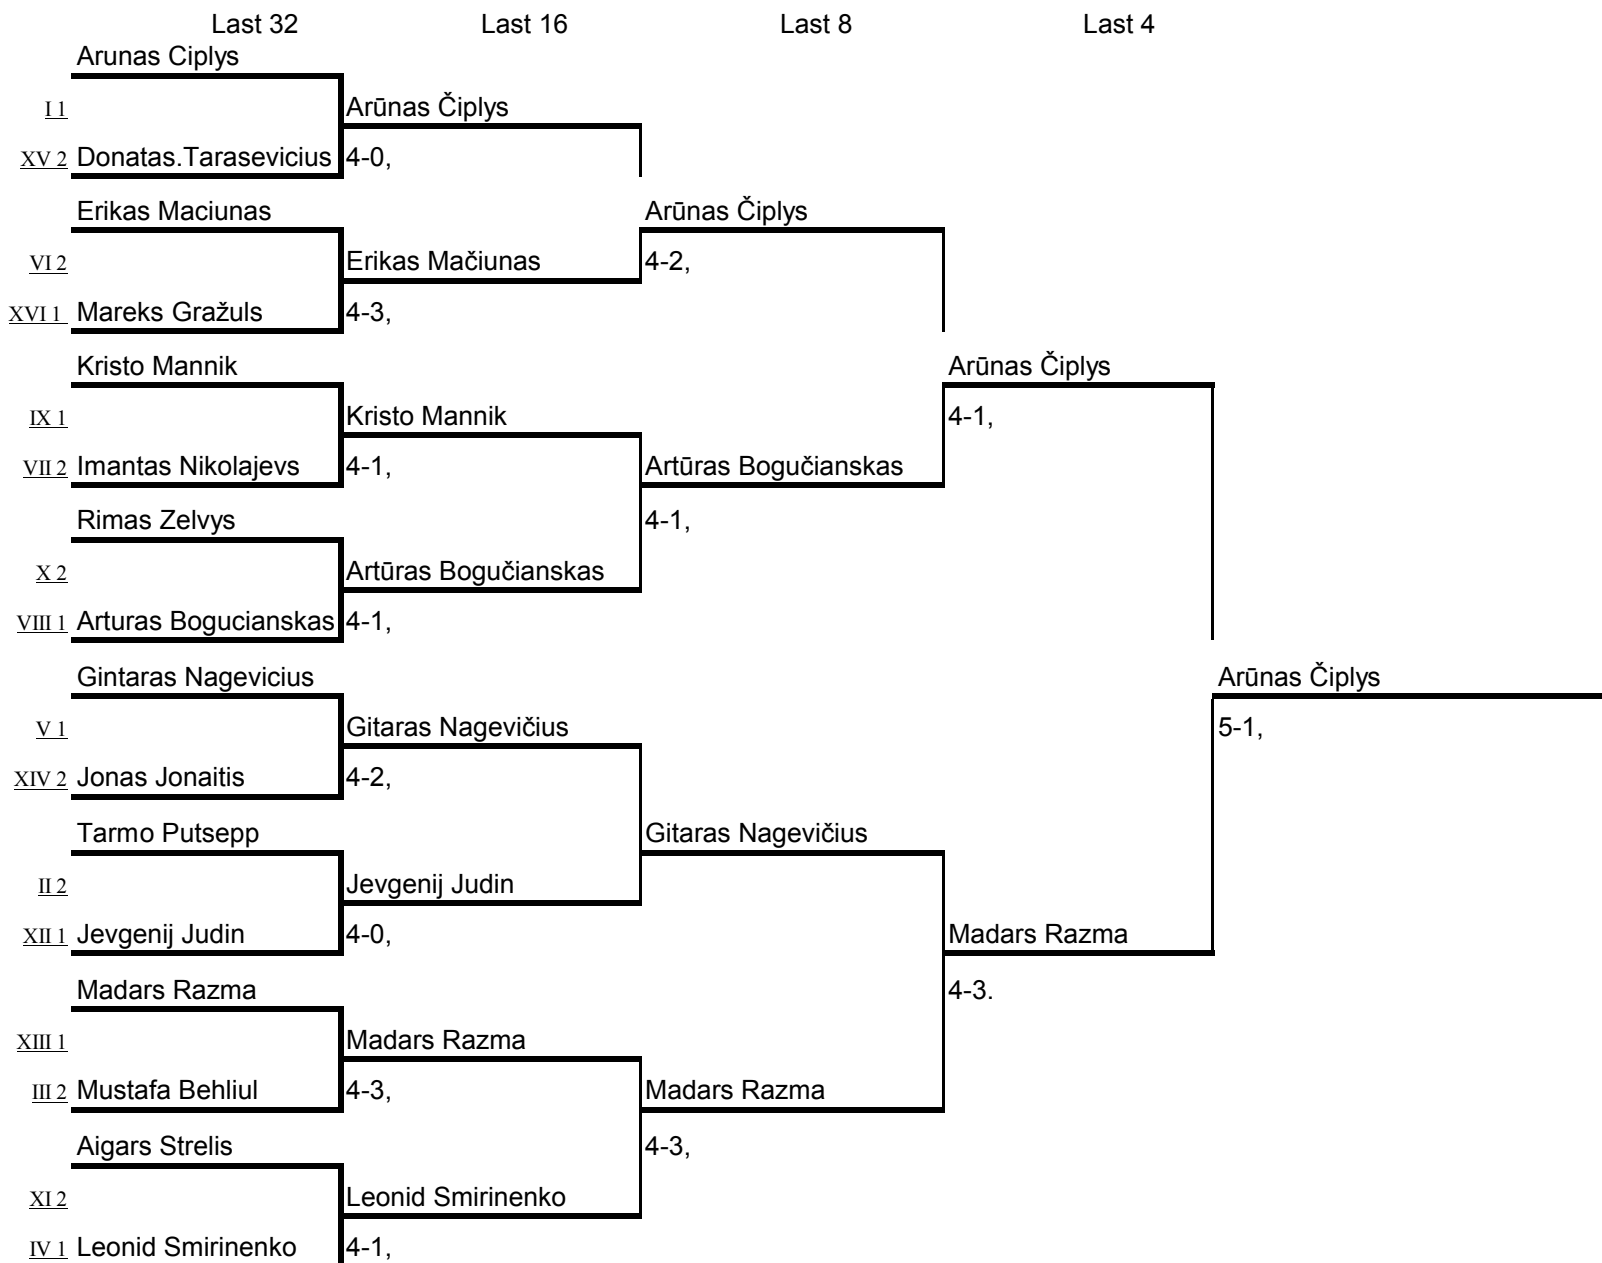 Last 32 Last 16 Last 8 Last 4
Arunas Ciplys
I 1 Arūnas Čiplys
XV 2 Donatas.Tarasevicius 4-0,
Erikas Maciunas Arūnas Čiplys
VI 2 Erikas Mačiunas 4-2,
XVI 1 Mareks Gražuls 4-3,
Kristo Mannik Arūnas Čiplys
IX 1 Kristo Mannik 4-1,
VII 2 Imantas Nikolajevs 4-1, Artūras Bogučianskas
Rimas Zelvys 4-1,
X 2 Artūras Bogučianskas
VIII 1 Arturas Bogucianskas 4-1,
Gintaras Nagevicius Arūnas Čiplys
V 1 Gitaras Nagevičius 5-1,
XIV 2 Jonas Jonaitis 4-2,
Tarmo Putsepp Gitaras Nagevičius
II 2 Jevgenij Judin
XII 1 Jevgenij Judin 4-0, Madars Razma
Madars Razma 4-3.
XIII 1 Madars Razma
III 2 Mustafa Behliul 4-3, Madars Razma
Aigars Strelis 4-3,
XI 2 Leonid Smirinenko
IV 1 Leonid Smirinenko 4-1,